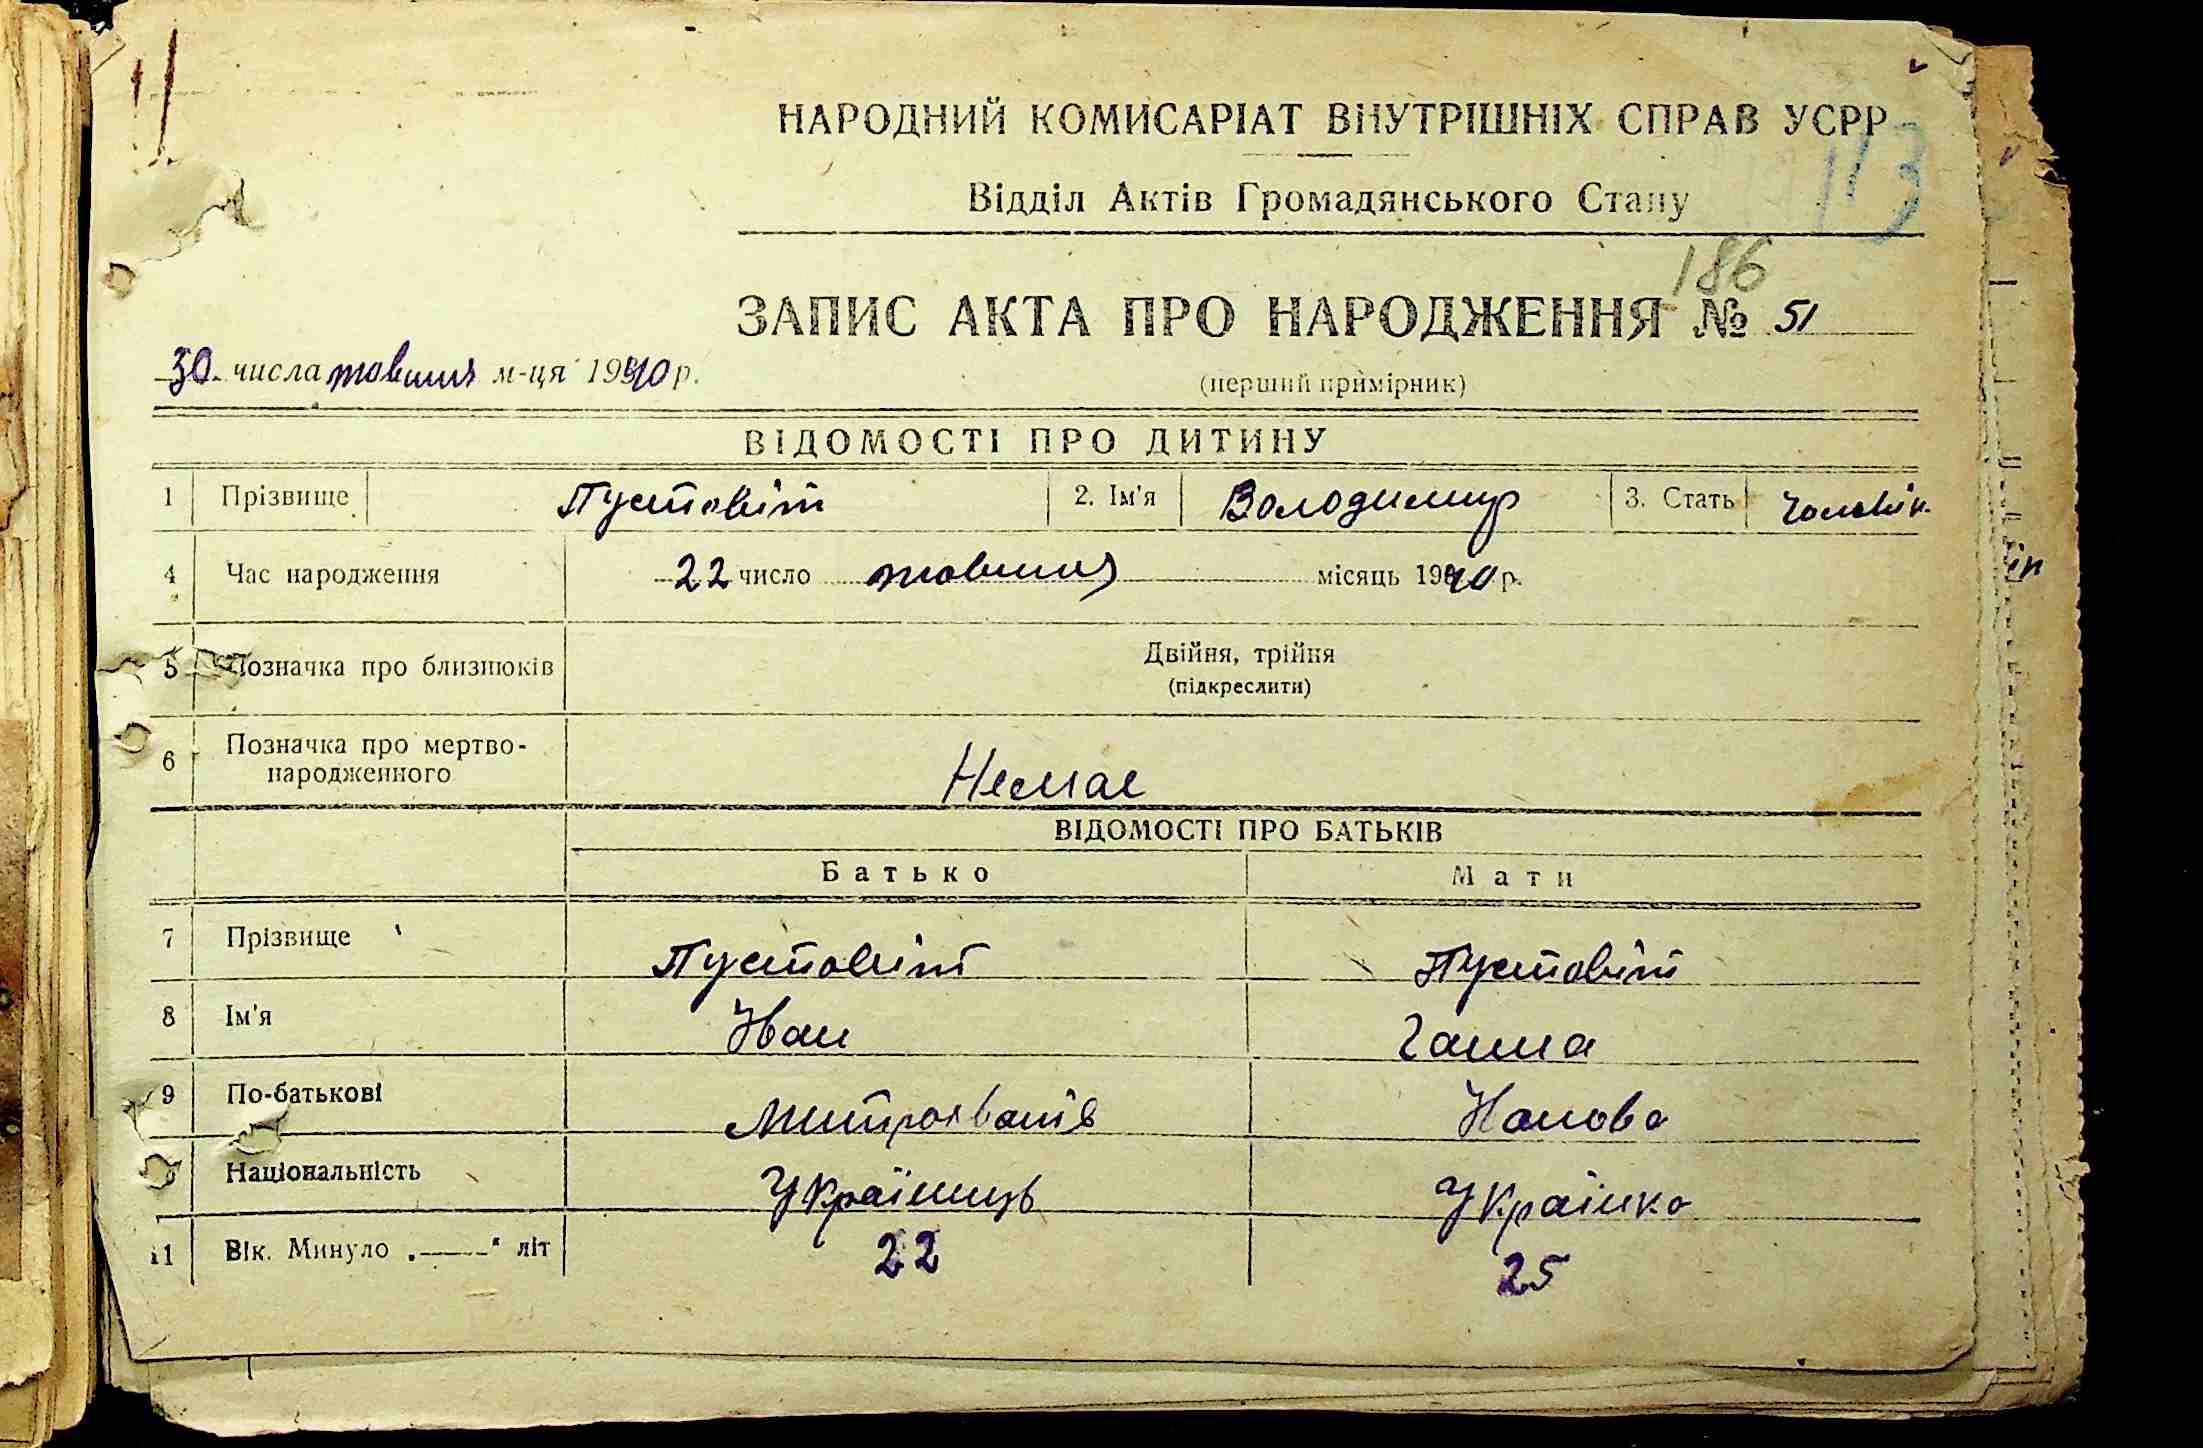 113
НАРОДНИЙ КОМИСАРІАТ ВНУТРІШНІХ СПРАВ УСРР
Відділ Актів Громадянського Стану
186
ЗАПИС АКТА ПРО НАРОДЖЕННЯ № 51
30 числа жовтня м-ця 1940 р.
(перший примірник)
ВІДОМОСТІ ПРО ДИТИНУ
1 Прізвище Пустовіт 2. Ім'я Володимир 3. Стать Чоловік.
4 Час народження 22 число жовтня місяць 1940 р.
5 Позначка про близнюків Двійня, трійня
(підкреслити)
6 Позначка про мертво-
народженного Немає
ВІДОМОСТІ ПРО БАТЬКІВ
Батько Мати
7 Прізвище Пустовіт Пустовіт
8 Ім'я Іван Ганна
9 По-батькові
Національність Українець Українка
11 Вік. Минуло „——“ літ 22 25